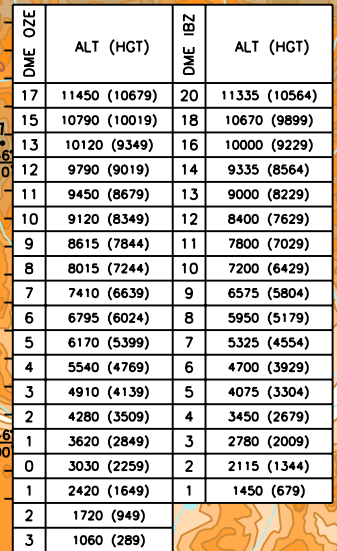 DME OZE ALT (HGT) DME IBZ ALT (HGT)
17 11450 (10679) 20 11335 (10564)
15 10790 (10019) 18 10670 (9899)
13 10120 (9349) 16 10000 (9229)
12 9790 (9019) 14 9335 (8564)
11 9450 (8679) 13 9000 (8229)
10 9120 (8349) 12 8400 (7629)
9 8615 (7844) 11 7800 (7029)
8 8015 (7244) 10 7200 (6429)
7 7410 (6639) 9 6575 (5804)
6 6795 (6024) 8 5950 (5179)
5 6170 (5399) 7 5325 (4554)
4 5540 (4769) 6 4700 (3929)
3 4910 (4139) 5 4075 (3304)
2 4280 (3509) 4 3450 (2679)
1 3620 (2849) 3 2780 (2009)
0 3030 (2259) 2 2115 (1344)
1 2420 (1649) 1 1450 (679)
2 1720 (949)
3 1060 (289)